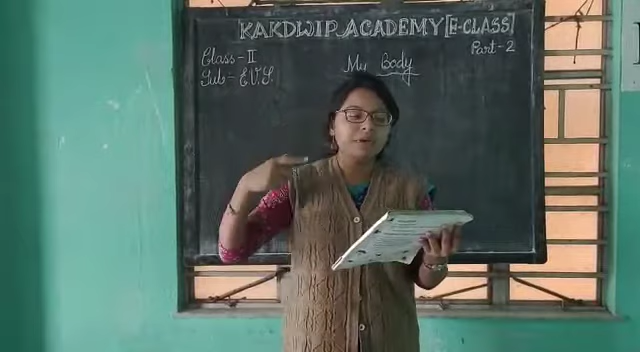 KAKDWIP ACADEMY [E-CLASS]
Part-2
Class-II
Sub-E.V.S.
My Body